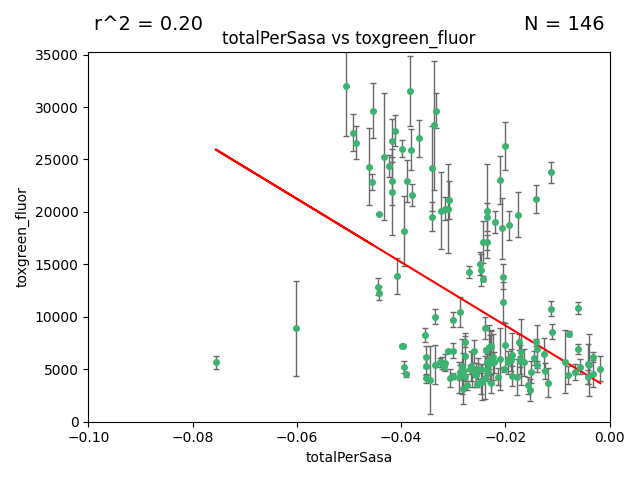 r^2 = 0.20
N = 146
totalPerSasa vs toxgreen_fluor
35000
30000
25000
20000
15000
10000
5000
0
toxgreen_fluor
−0.10
−0.08
−0.06
−0.04
−0.02
0.00
totalPerSasa